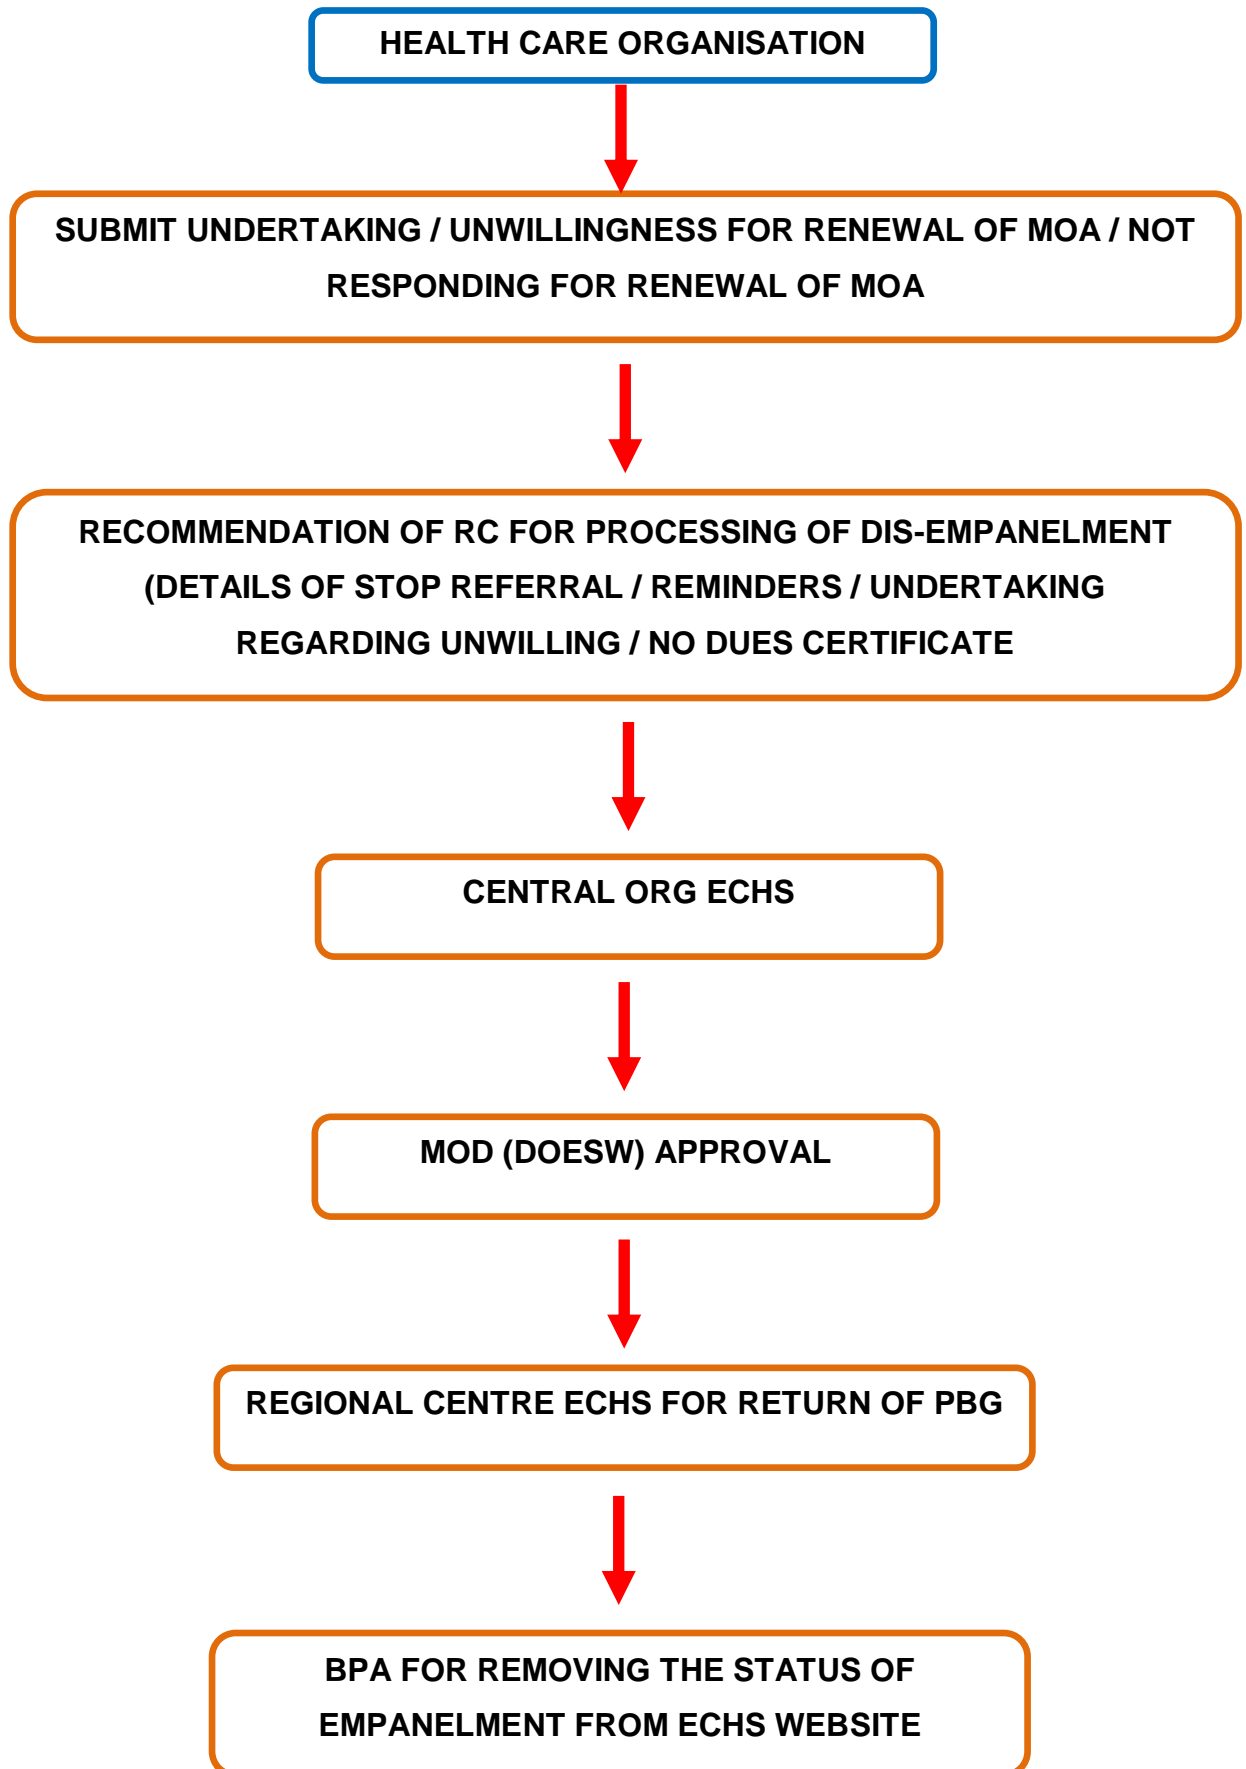 HEALTH CARE ORGANISATION
SUBMIT UNDERTAKING / UNWILLINGNESS FOR RENEWAL OF MOA / NOT
RESPONDING FOR RENEWAL OF MOA
RECOMMENDATION OF RC FOR PROCESSING OF DIS-EMPANELMENT
(DETAILS OF STOP REFERRAL / REMINDERS / UNDERTAKING
REGARDING UNWILLING / NO DUES CERTIFICATE
CENTRAL ORG ECHS
MOD (DOESW) APPROVAL
REGIONAL CENTRE ECHS FOR RETURN OF PBG
BPA FOR REMOVING THE STATUS OF
EMPANELMENT FROM ECHS WEBSITE